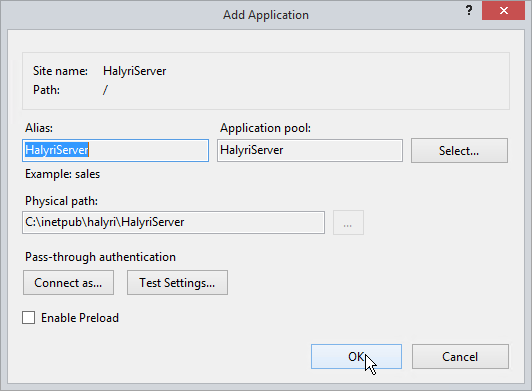 Add Application
?
Site name: HalyriServer
Path: /
Alias: Application pool:
HalyriServer HalyriServer Select...
Example: sales
Physical path:
C:\inetpub\halyri\HalyriServer ...
Pass-through authentication
Connect as... Test Settings...
Enable Preload
OK Cancel